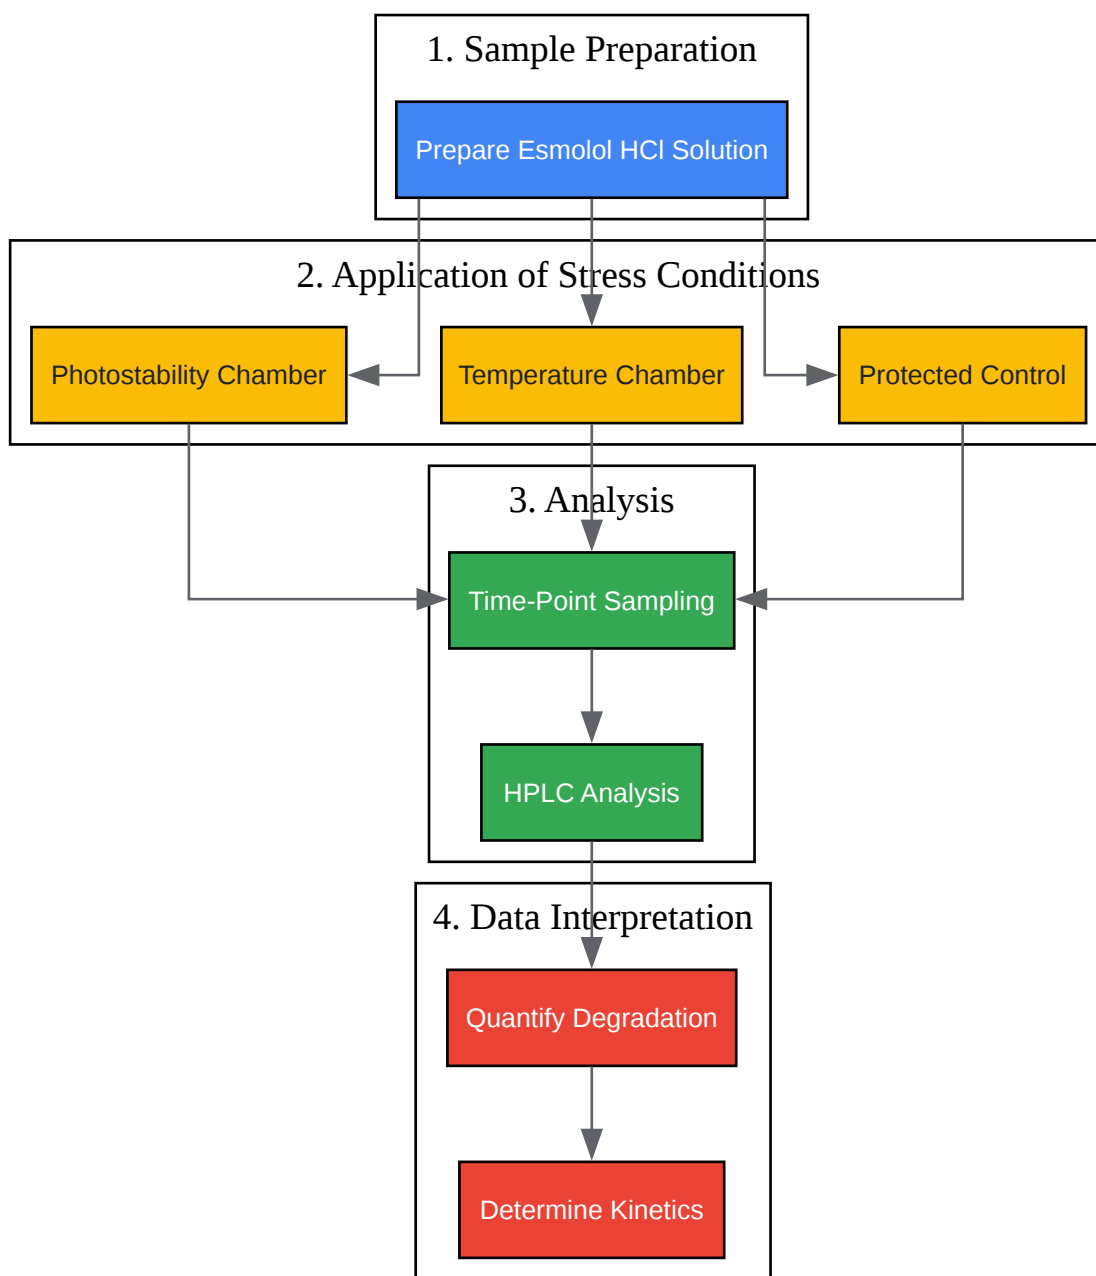 1. Sample Preparation
Prepare Esmolol HCl Solution
2. Application of Stress Conditions
Photostability Chamber
Temperature Chamber
Protected Control
3. Analysis
Time-Point Sampling
HPLC Analysis
4. Data Interpretation
Quantify Degradation
Determine Kinetics